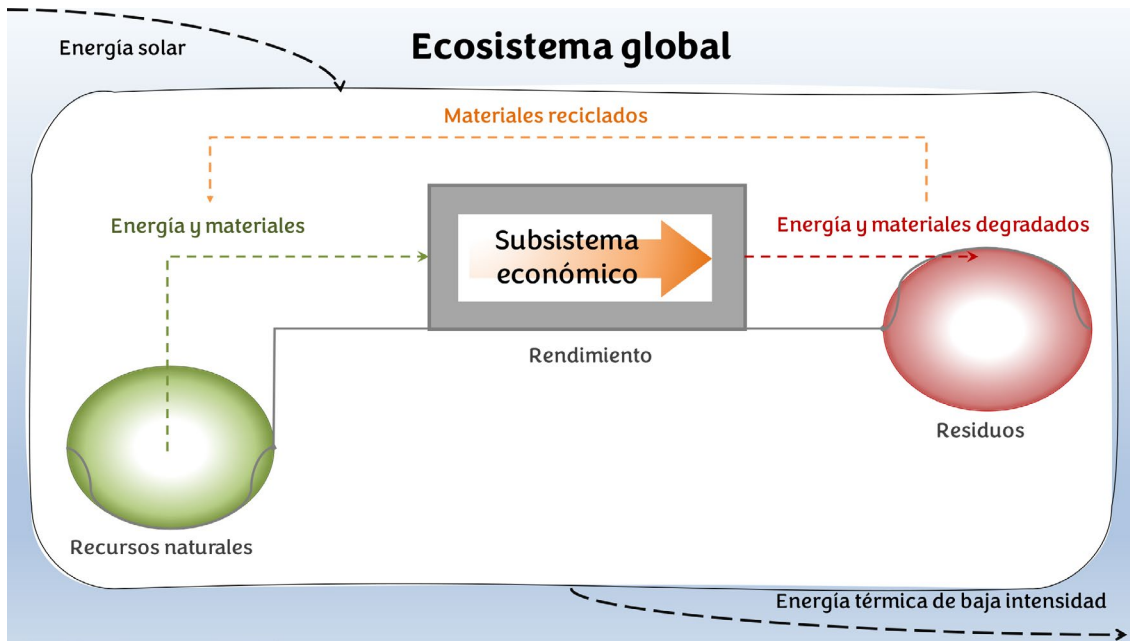 Ecosistema global
Energía solar
Materiales reciclados
Energía y materiales
Energía y materiales degradados
Subsistema
económico
Rendimiento
Residuos
Recursos naturales
Energía térmica de baja intensidad